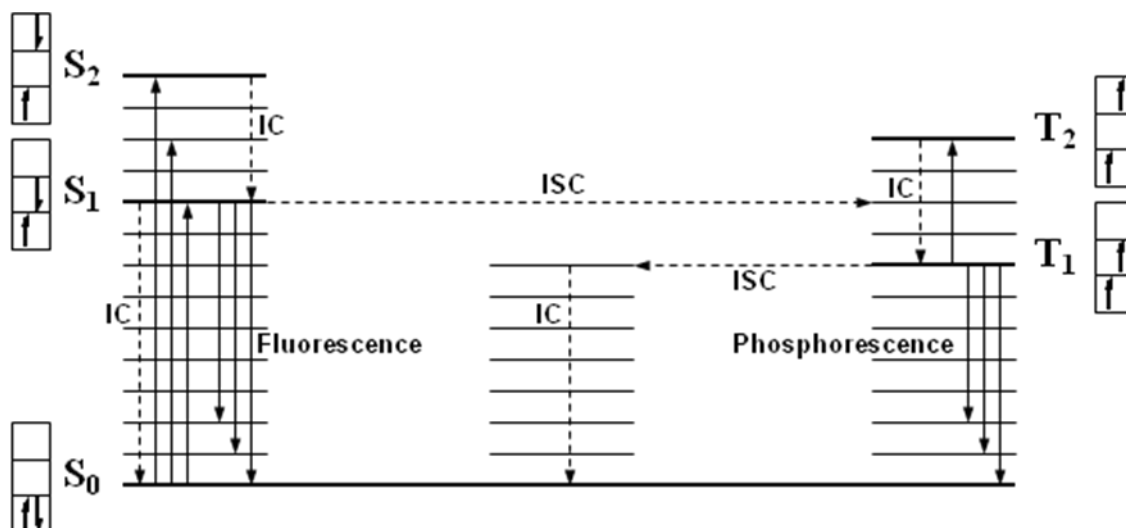 S2
IC
T2
ISC
S1
IC
T1
ISC
IC
IC
Fluorescence
Phosphorescence
S0